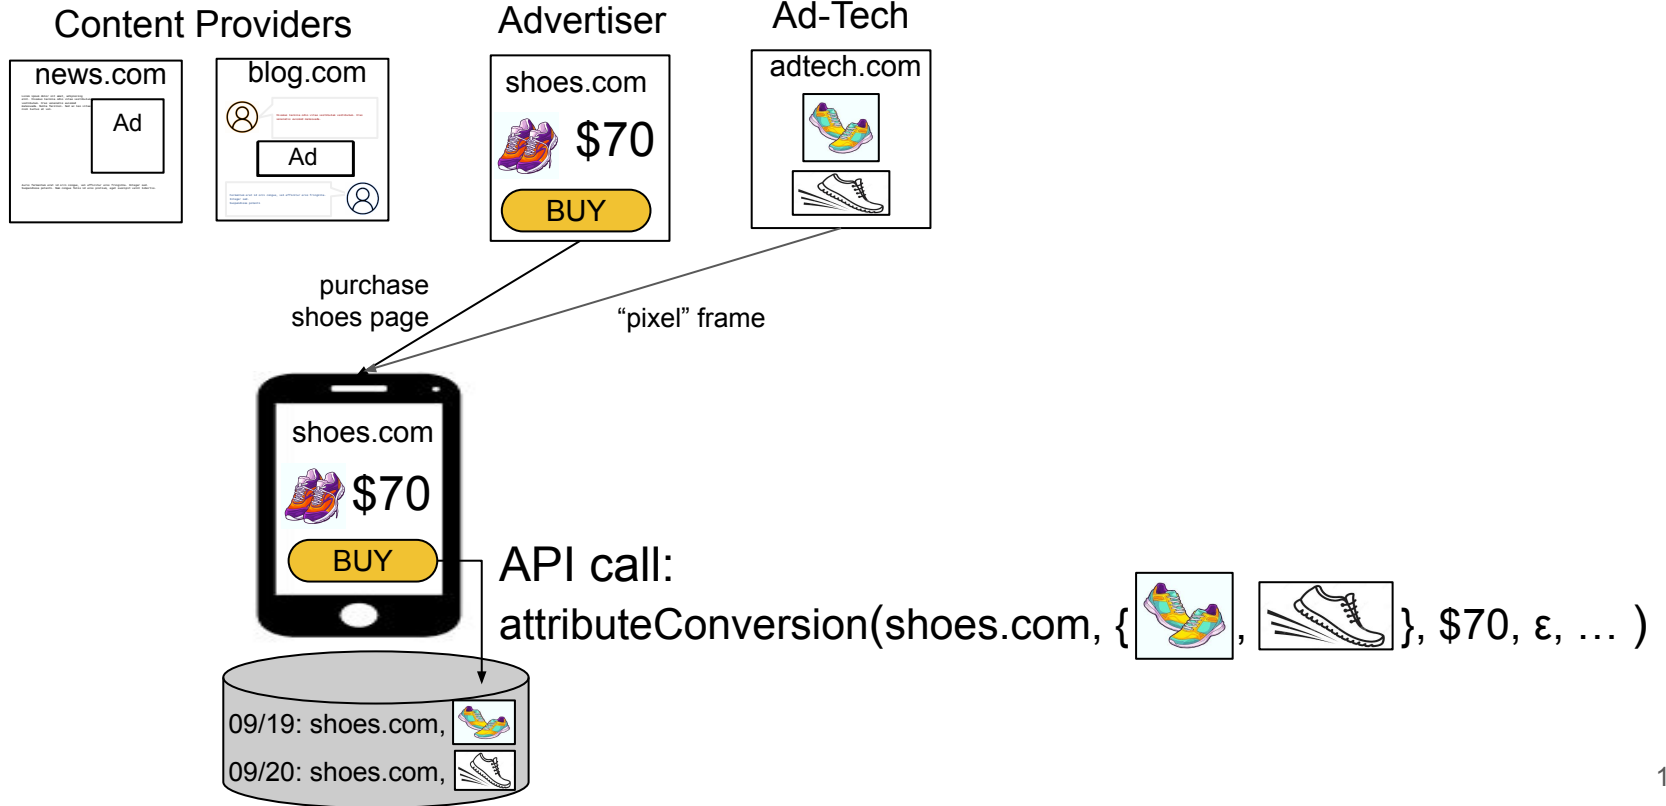 Content Providers
Advertiser
Ad-Tech
news.com
Ad
blog.com
Ad
shoes.com
$70
BUY
adtech.com
purchase
shoes page
“pixel” frame
shoes.com
$70
BUY
API call:
attributeConversion(shoes.com, { , }, $70, ε, … )
09/19: shoes.com,
09/20: shoes.com,
1